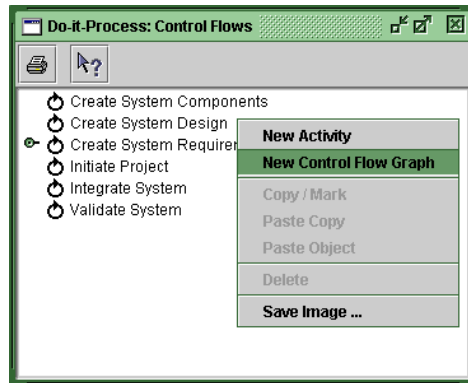 Do-it-Process: Control Flows
Create System Components
Create System Design
Create System Requirer
Initiate Project
Integrate System
Validate System
New Activity
New Control Flow Graph
Copy / Mark
Paste Copy
Paste Object
Delete
Save Image ...